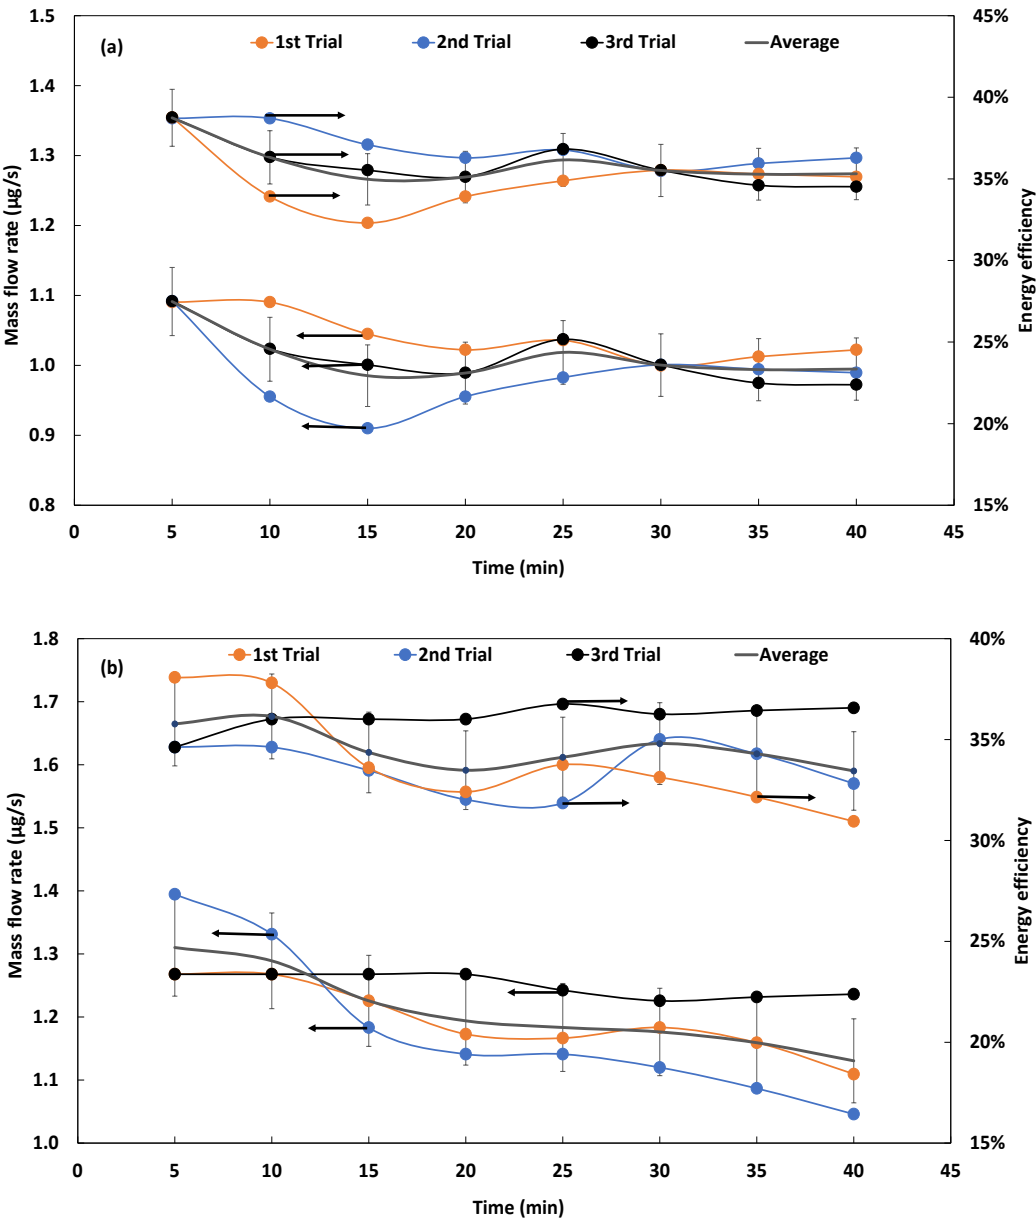 (a)
1st Trial 2nd Trial 3rd Trial Average
Mass flow rate (µg/s)
1.5
1.4
1.3
1.2
1.1
1.0
0.9
0.8
45%
40%
35%
30%
25%
20%
15%
Energy efficiency
0 5 10 15 20 25 30 35 40 45
Time (min)
(b)
1st Trial 2nd Trial 3rd Trial Average
Mass flow rate (µg/s)
1.8
1.7
1.6
1.5
1.4
1.3
1.2
1.1
1.0
40%
35%
30%
25%
20%
15%
Energy efficiency
0 5 10 15 20 25 30 35 40 45
Time (min)